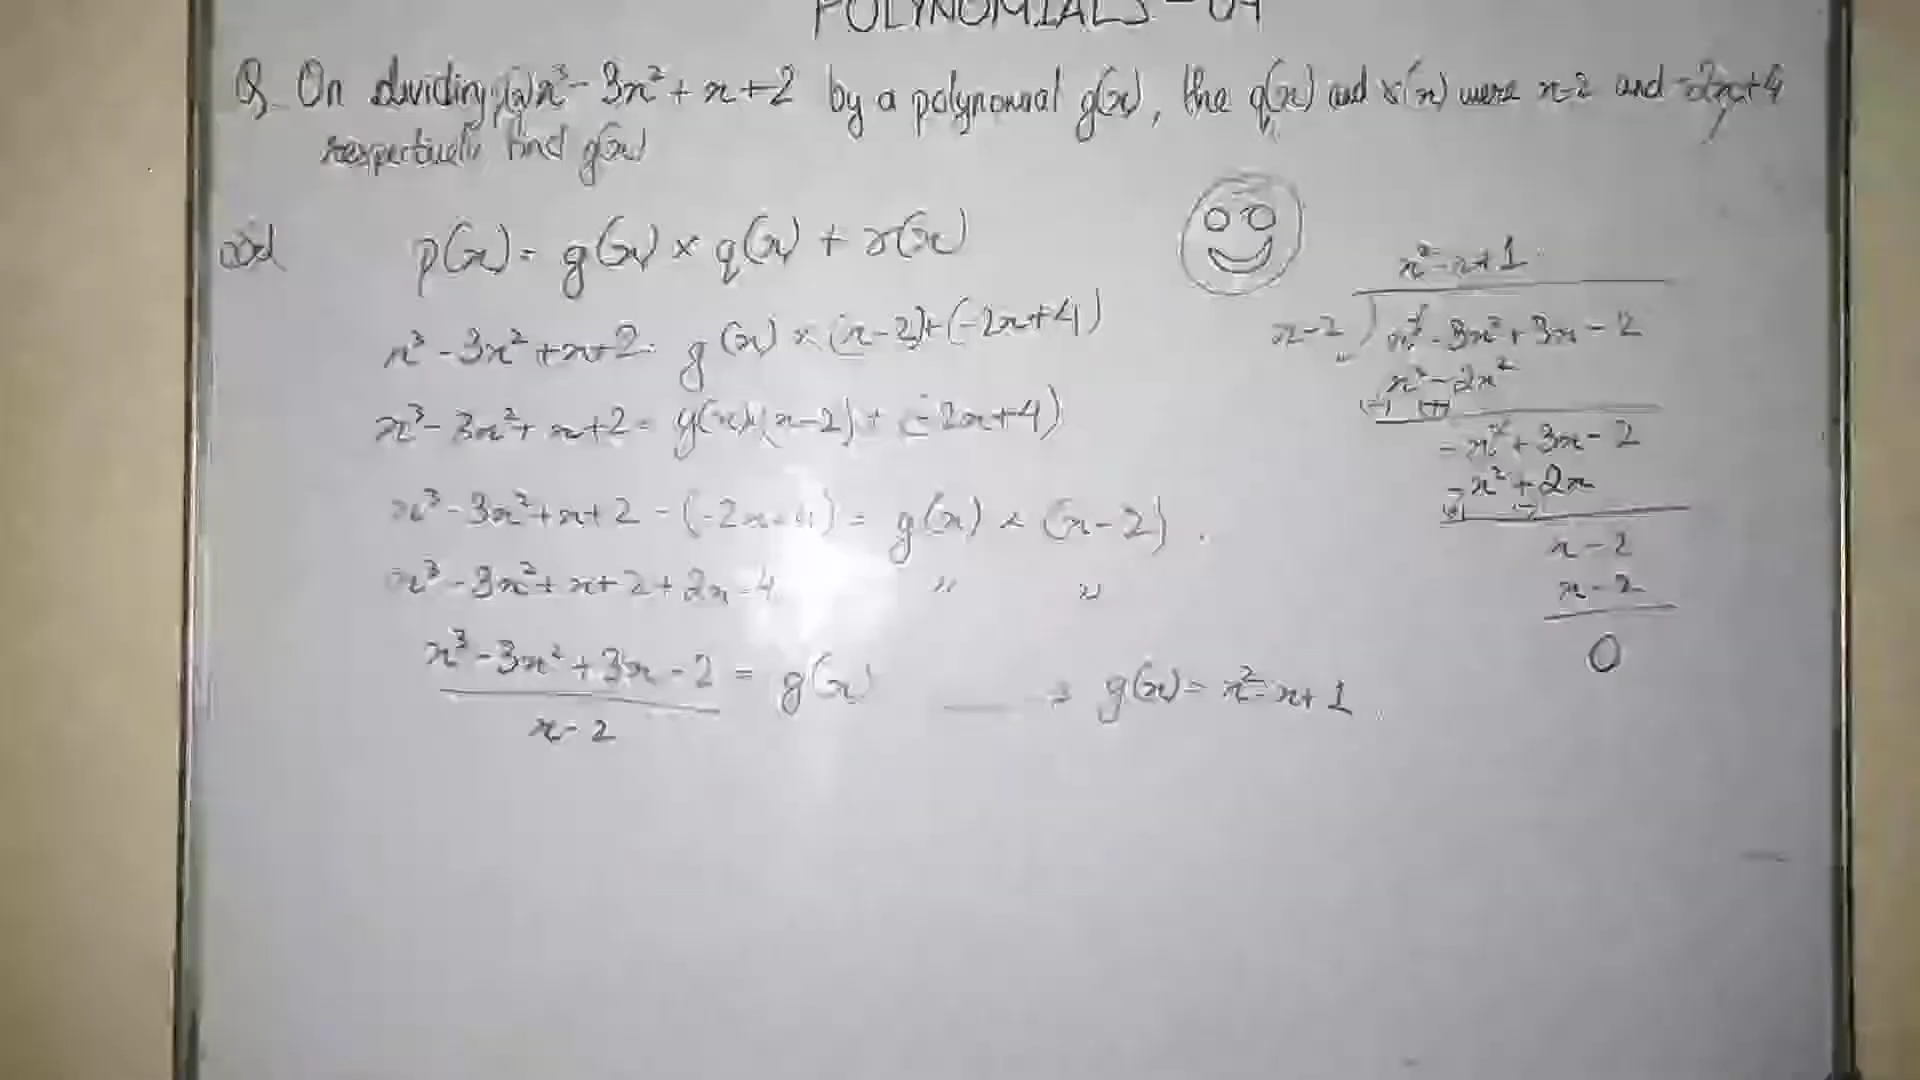 POLYNOMIALS - 04
Q. On dividing p(x) x³ - 3x² + x + 2 by a polynomial g(x), the q(x) and r(x) were x-2 and -2x+4
respectively find g(x)
sol p(x) = g(x) × q(x) + r(x)
x³ - 3x² + x + 2 = g(x) × (x-2) + (-2x+4)
x³ - 3x² + x + 2 = g(x) (x-2) + (-2x+4)
x³ - 3x² + x + 2 - (-2x+4) = g(x) × (x-2).
x³ - 3x² + x + 2 + 2x - 4 〃 〃
x³ - 3x² + 3x - 2 = g(x) ⇒ g(x) = x² - x + 1
x - 2
x² - x + 1
x-2) x³ - 3x² + 3x - 2
x³ - 2x²
(-) (+)
- x² + 3x - 2
- x² + 2x
(+) (-)
x - 2
x - 2
0